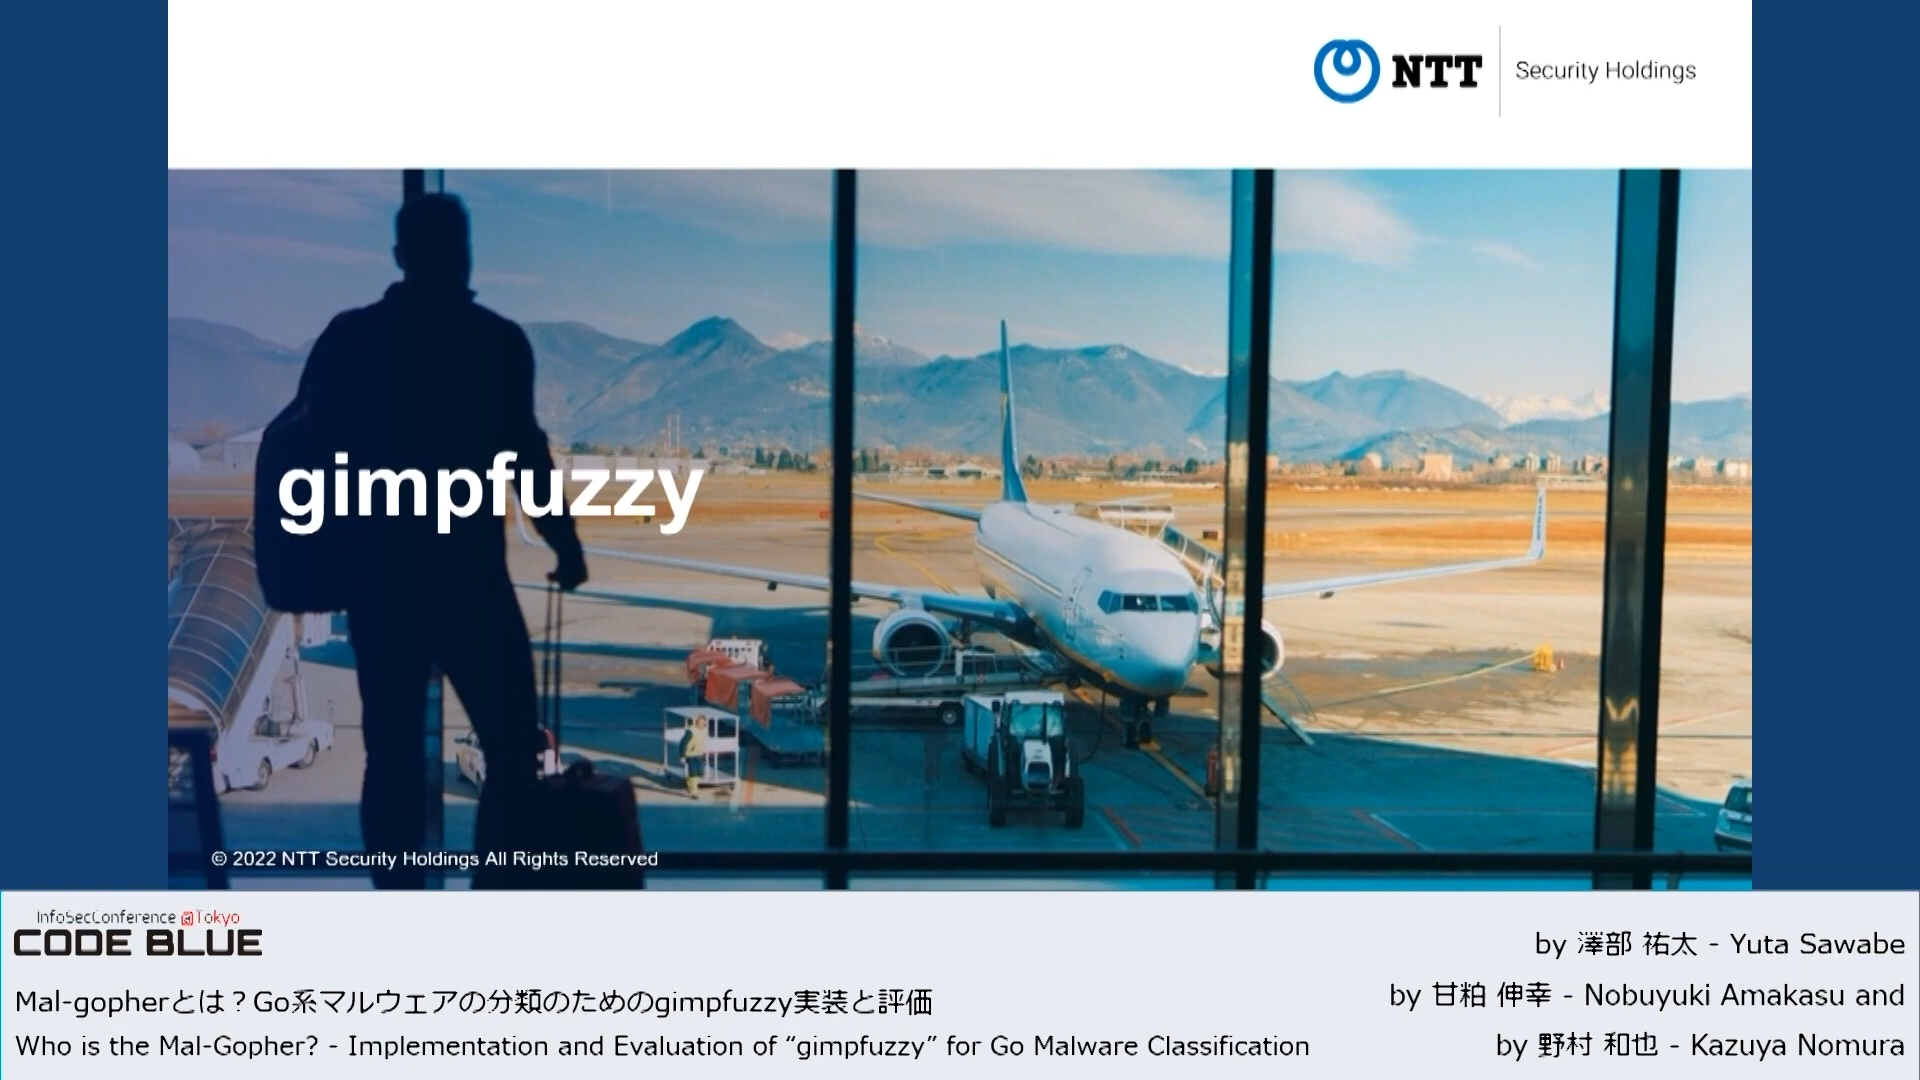 NTT
Security Holdings
gimpfuzzy
© 2022 NTT Security Holdings All Rights Reserved
InfoSecConference @Tokyo
CODE BLUE
Mal-gopherとは？Go系マルウェアの分類のためのgimpfuzzy実装と評価
Who is the Mal-Gopher? - Implementation and Evaluation of “gimpfuzzy” for Go Malware Classification
by 澤部 祐太 - Yuta Sawabe
by 甘粕 伸幸 - Nobuyuki Amakasu and
by 野村 和也 - Kazuya Nomura